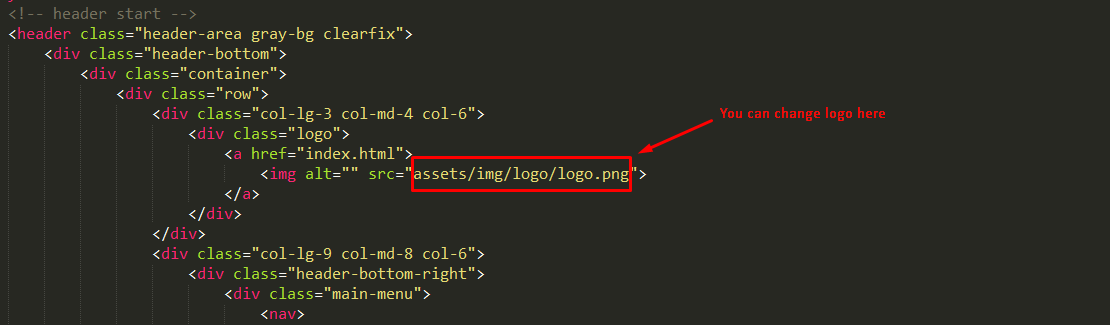 <!-- header start -->
<header class="header-area gray-bg clearfix">
<div class="header-bottom">
<div class="container">
<div class="row">
<div class="col-lg-3 col-md-4 col-6">
You can change logo here
<div class="logo">
<a href="index.html">
<img alt="" src="assets/img/logo/logo.png">
</a>
</div>
</div>
<div class="col-lg-9 col-md-8 col-6">
<div class="header-bottom-right">
<div class="main-menu">
<nav>